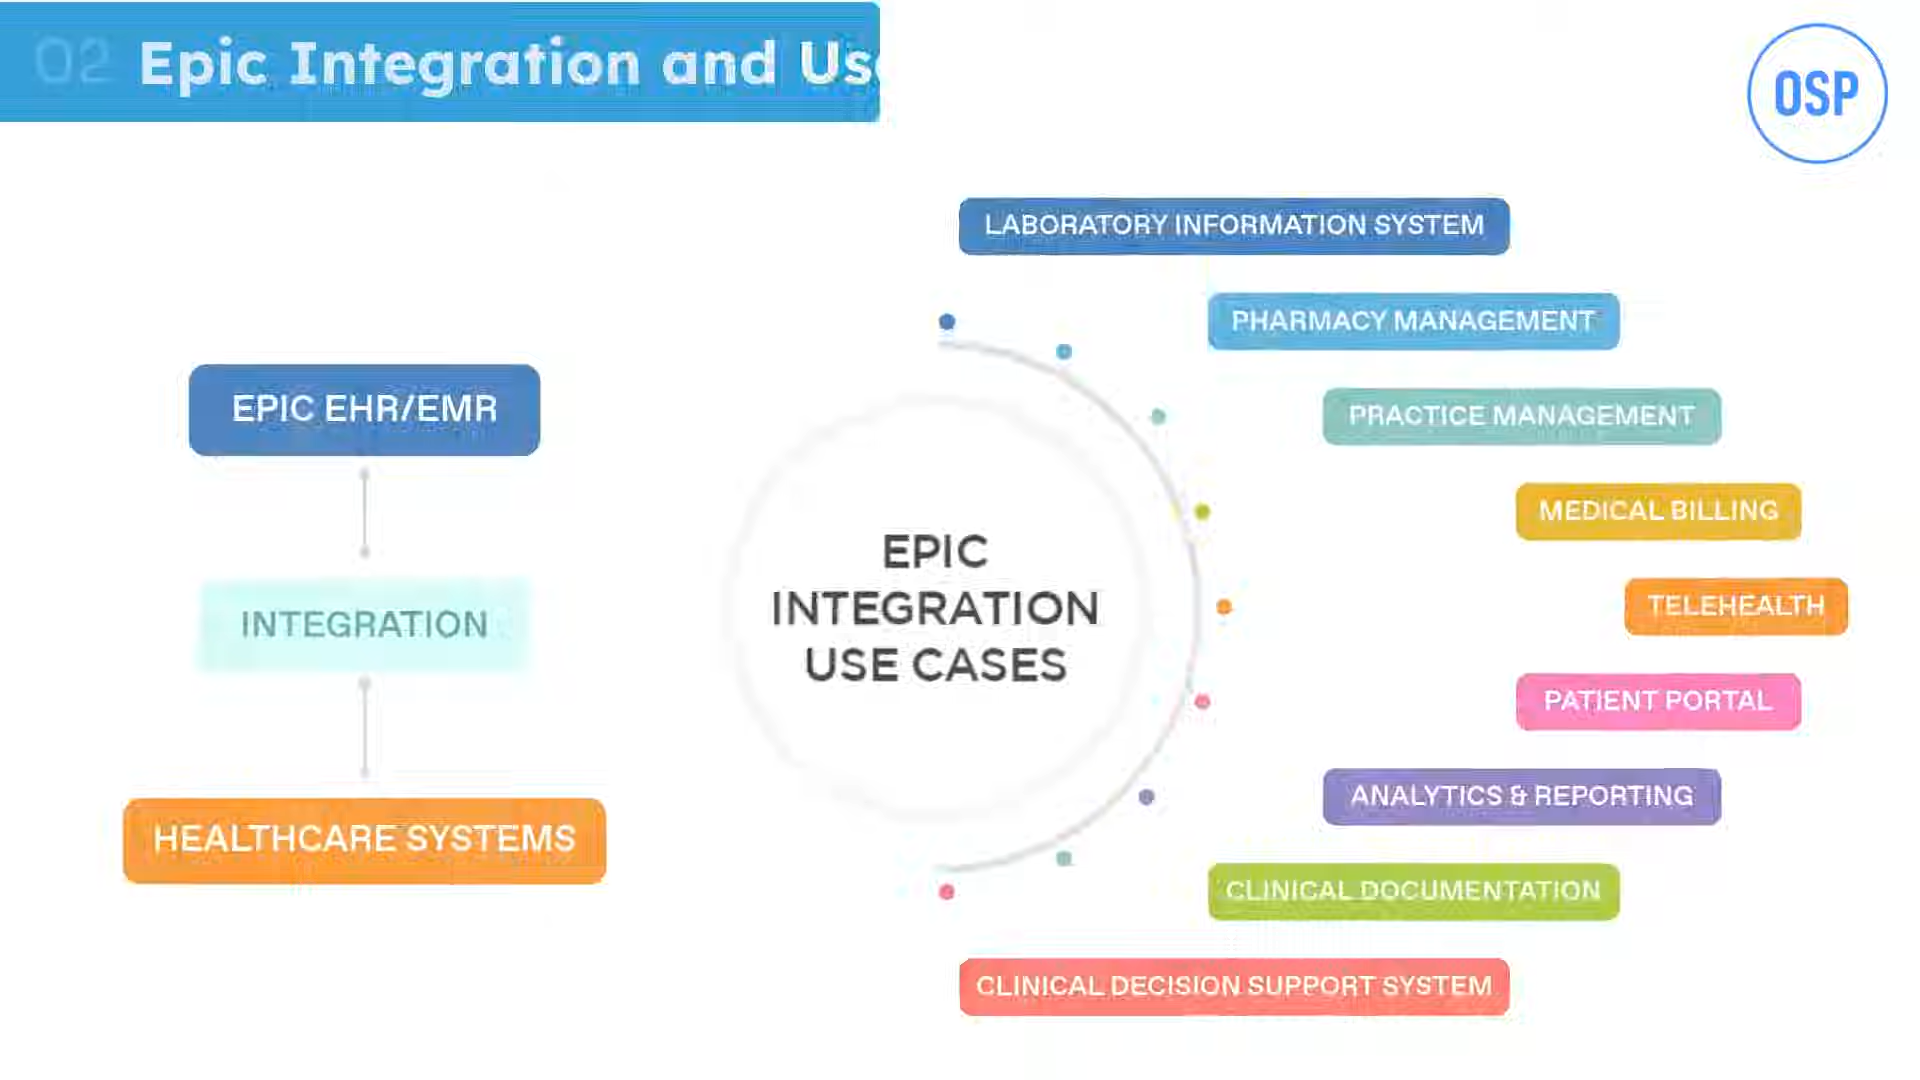 02 Epic Integration and Us
OSP
EPIC EHR/EMR
INTEGRATION
HEALTHCARE SYSTEMS
EPIC
INTEGRATION
USE CASES
LABORATORY INFORMATION SYSTEM
PHARMACY MANAGEMENT
PRACTICE MANAGEMENT
MEDICAL BILLING
TELEHEALTH
PATIENT PORTAL
ANALYTICS & REPORTING
CLINICAL DOCUMENTATION
CLINICAL DECISION SUPPORT SYSTEM